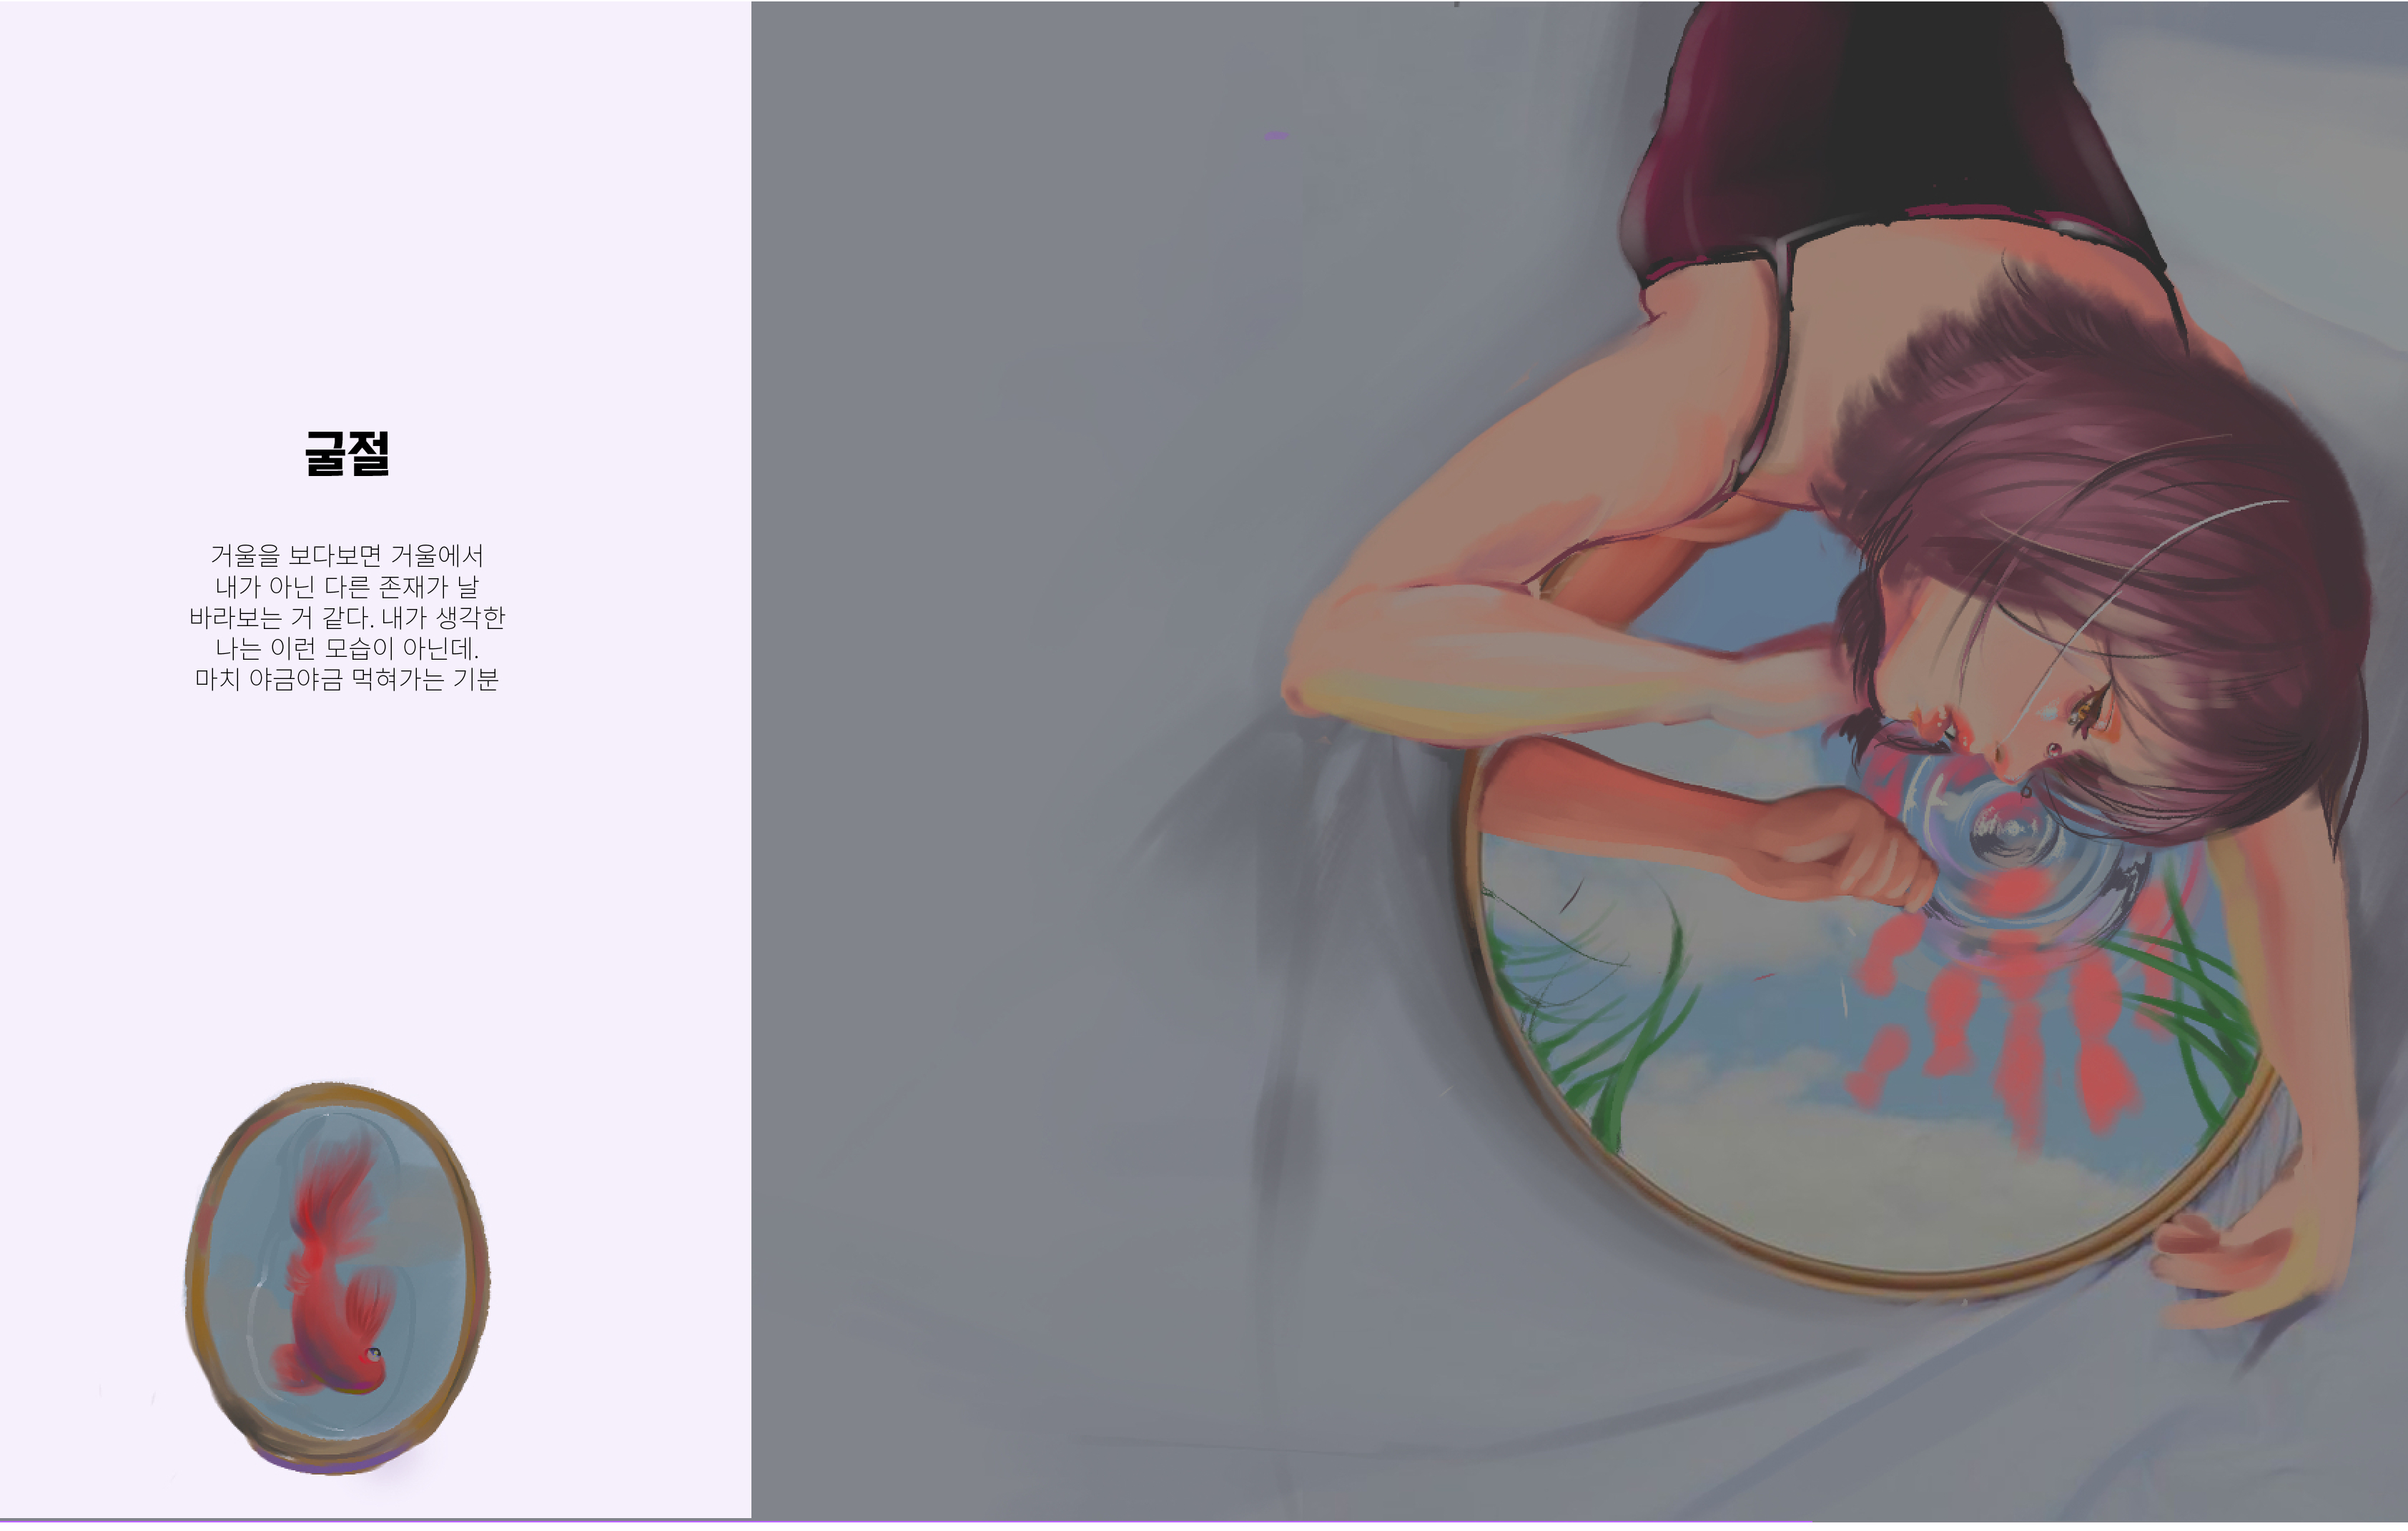 굴절
거울을 보다보면 거울에서
내가 아닌 다른 존재가 날
바라보는 거 같다. 내가 생각한
나는 이런 모습이 아닌데.
마치 야금야금 먹혀가는 기분